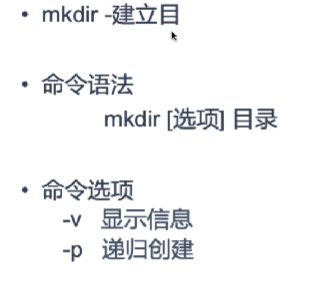 • mkdir -建立目
• 命令语法
mkdir [选项] 目录
• 命令选项
-v 显示信息
-p 递归创建